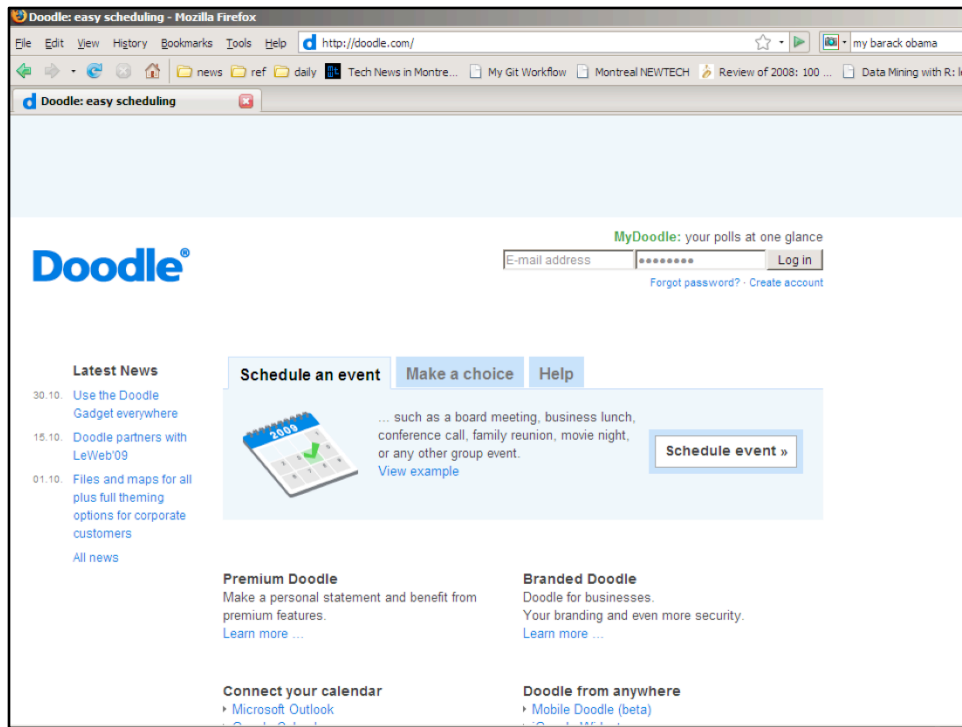 Doodle: easy scheduling - Mozilla Firefox
File Edit View History Bookmarks Tools Help http://doodle.com/ my barack obama
news ref daily Tech News in Montre... My Git Workflow Montreal NEWTECH Review of 2008: 100 ... Data Mining with R: l
Doodle: easy scheduling
MyDoodle: your polls at one glance
Doodle®
E-mail address Log in
Forgot password? · Create account
Latest News
30.10. Use the Doodle
Gadget everywhere
15.10. Doodle partners with
LeWeb'09
01.10. Files and maps for all
plus full theming
options for corporate
customers
All news
Schedule an event Make a choice Help
2009
... such as a board meeting, business lunch,
conference call, family reunion, movie night,
or any other group event.
View example
Schedule event »
Premium Doodle
Make a personal statement and benefit from
premium features.
Learn more ...
Branded Doodle
Doodle for businesses.
Your branding and even more security.
Learn more ...
Connect your calendar
Microsoft Outlook
Doodle from anywhere
Mobile Doodle (beta)